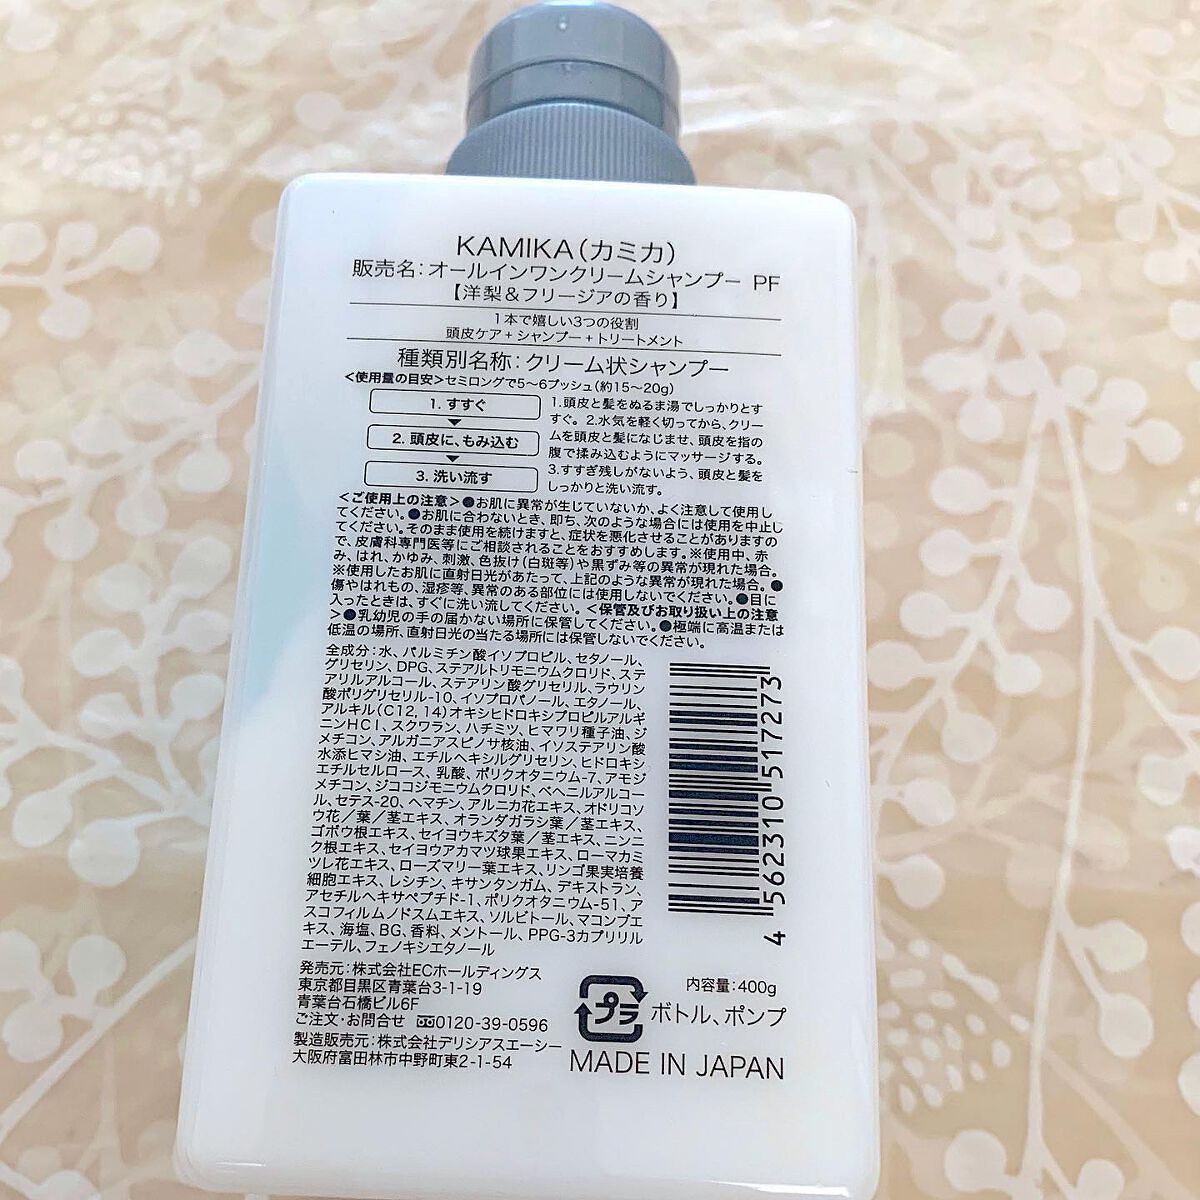 KAMIKA(カミカ)
販売名:オールインワンクリームシャンプー PF
【洋梨&フリージアの香り】
1本で嬉しい3つの役割
頭皮ケア+シャンプー+トリートメント
種類別名称:クリーム状シャンプー
<使用量の目安>セミロングで5〜6プッシュ(約15〜20g)
1. すすぐ
2. 頭皮に、もみ込む
3. 洗い流す
1.頭皮と髪をぬるま湯でしっかりとす
すぐ。2.水気を軽く切ってから、クリー
ムを頭皮と髪になじませ、頭皮を指の
腹で揉み込むようにマッサージする。
3.すすぎ残しがないよう、頭皮と髪を
しっかりと洗い流す。
<ご使用上の注意>●お肌に異常が生じていないか、よく注意して使用し
てください。●お肌に合わないとき、即ち、次のような場合には使用を中止し
てください。そのまま使用を続けますと、症状を悪化させることがありますの
で、皮膚科専門医等にご相談されることをおすすめします。※使用中、赤
み、はれ、かゆみ、刺激、色抜け(白斑等)や黒ずみ等の異常が現れた場合。
※使用したお肌に直射日光があたって、上記のような異常が現れた場合。●
傷やはれもの、湿疹等、異常のある部位には使用しないでください。●目に
入ったときは、すぐに洗い流してください。<保管及びお取り扱い上の注意
>●乳幼児の手の届かない場所に保管してください。●極端に高温または
低温の場所、直射日光の当たる場所には保管しないでください。
全成分:水、パルミチン酸イソプロピル、セタノール、
グリセリン、DPG、ステアルトリモニウムクロリド、ステ
アリルアルコール、ステアリン酸グリセリル、ラウリン
酸ポリグリセリル-10、イソプロパノール、エタノール、
アルキル(C12,14)オキシヒドロキシプロピルアルギ
ニンHCl、スクワラン、ハチミツ、ヒマワリ種子油、ジ
メチコン、アルガニアスピノサ核油、イソステアリン酸
水添ヒマシ油、エチルヘキシルグリセリン、ヒドロキシ
エチルセルロース、乳酸、ポリクオタニウム-7、アモジ
メチコン、ジココジモニウムクロリド、ベヘニルアルコー
ル、セテス-20、ヘマチン、アルニカ花エキス、オドリコソ
ウ花/葉/茎エキス、オランダガラシ葉/茎エキス、
ゴボウ根エキス、セイヨウキズタ葉/茎エキス、ニンニ
ク根エキス、セイヨウアカマツ球果エキス、ローマカミ
ツレ花エキス、ローズマリー葉エキス、リンゴ果実培養
細胞エキス、レシチン、キサンタンガム、デキストラン、
アセチルヘキサペプチド-1、ポリクオタニウム-51、ア
スコフィルムノドスムエキス、ソルビトール、マコンブエ
キス、海塩、BG、香料、メントール、PPG-3カプリリル
エーテル、フェノキシエタノール
4 562310 517273
発売元:株式会社ECホールディングス
東京都目黒区青葉台3-1-19
青葉台石橋ビル6F
ご注文・お問合せ 0120-39-0596
製造販売元:株式会社デリシアスエーシー
大阪府富田林市中野町東2-1-54
内容量:400g
プラ ボトル、ポンプ
MADE IN JAPAN